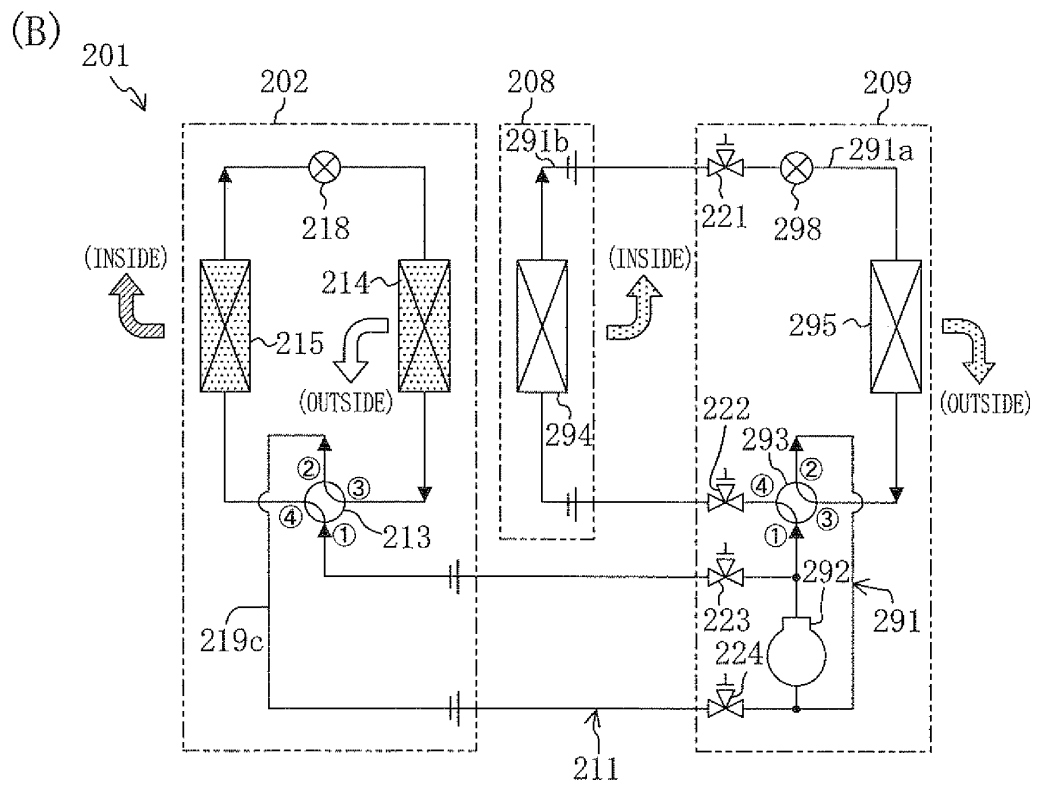 (B)
201
202
208
209
291b
291a
218
221
298
(INSIDE)
214
(INSIDE)
215
295
(OUTSIDE)
(OUTSIDE)
294
222
293
② ③ ④ ①
213
② ④ ③ ①
292
223
291
219c
224
211